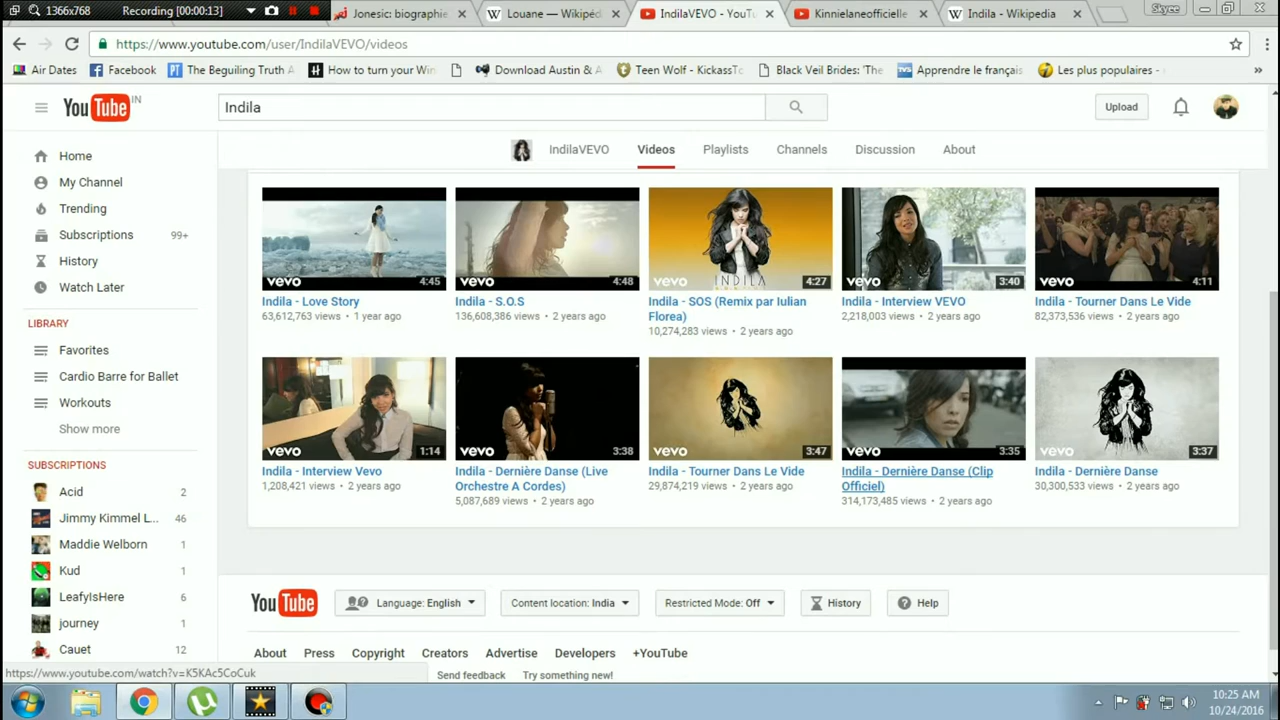 1366x768 Recording [00:00:13]
Jonesic: biographie
Louane — Wikipéd
IndilaVEVO - YouTu
Kinnielaneofficielle
Indila - Wikipedia
Skyee
https://www.youtube.com/user/IndilaVEVO/videos
Air Dates
Facebook
The Beguiling Truth A
How to turn your Win
Download Austin & A
Teen Wolf - KickassTo
Black Veil Brides: 'The
Apprendre le français
Les plus populaires -
»
YouTube IN
Indila
Upload
IndilaVEVO
Videos
Playlists
Channels
Discussion
About
Home
My Channel
Trending
Subscriptions 99+
History
Watch Later
LIBRARY
Favorites
Cardio Barre for Ballet
Workouts
Show more
SUBSCRIPTIONS
Acid 2
Jimmy Kimmel L... 46
Maddie Welborn 1
Kud 1
LeafyIsHere 6
journey 1
Cauet 12
vevo 4:45
Indila - Love Story
63,612,763 views • 1 year ago
vevo 4:48
Indila - S.O.S
136,608,386 views • 2 years ago
INDILA
vevo 4:27
Indila - SOS (Remix par Iulian
Florea)
10,274,283 views • 2 years ago
vevo 3:40
Indila - Interview VEVO
2,218,003 views • 2 years ago
vevo 4:11
Indila - Tourner Dans Le Vide
82,373,536 views • 2 years ago
vevo 1:14
Indila - Interview Vevo
1,208,421 views • 2 years ago
vevo 3:38
Indila - Dernière Danse (Live
Orchestre A Cordes)
5,087,689 views • 2 years ago
vevo 3:47
Indila - Tourner Dans Le Vide
29,874,219 views • 2 years ago
vevo 3:35
Indila - Dernière Danse (Clip
Officiel)
314,173,485 views • 2 years ago
vevo 3:37
Indila - Dernière Danse
30,300,533 views • 2 years ago
YouTube
Language: English
Content location: India
Restricted Mode: Off
History
Help
About
Press
Copyright
Creators
Advertise
Developers
+YouTube
Send feedback
Try something new!
https://www.youtube.com/watch?v=K5KAc5CoCuk
10:25 AM
10/24/2016